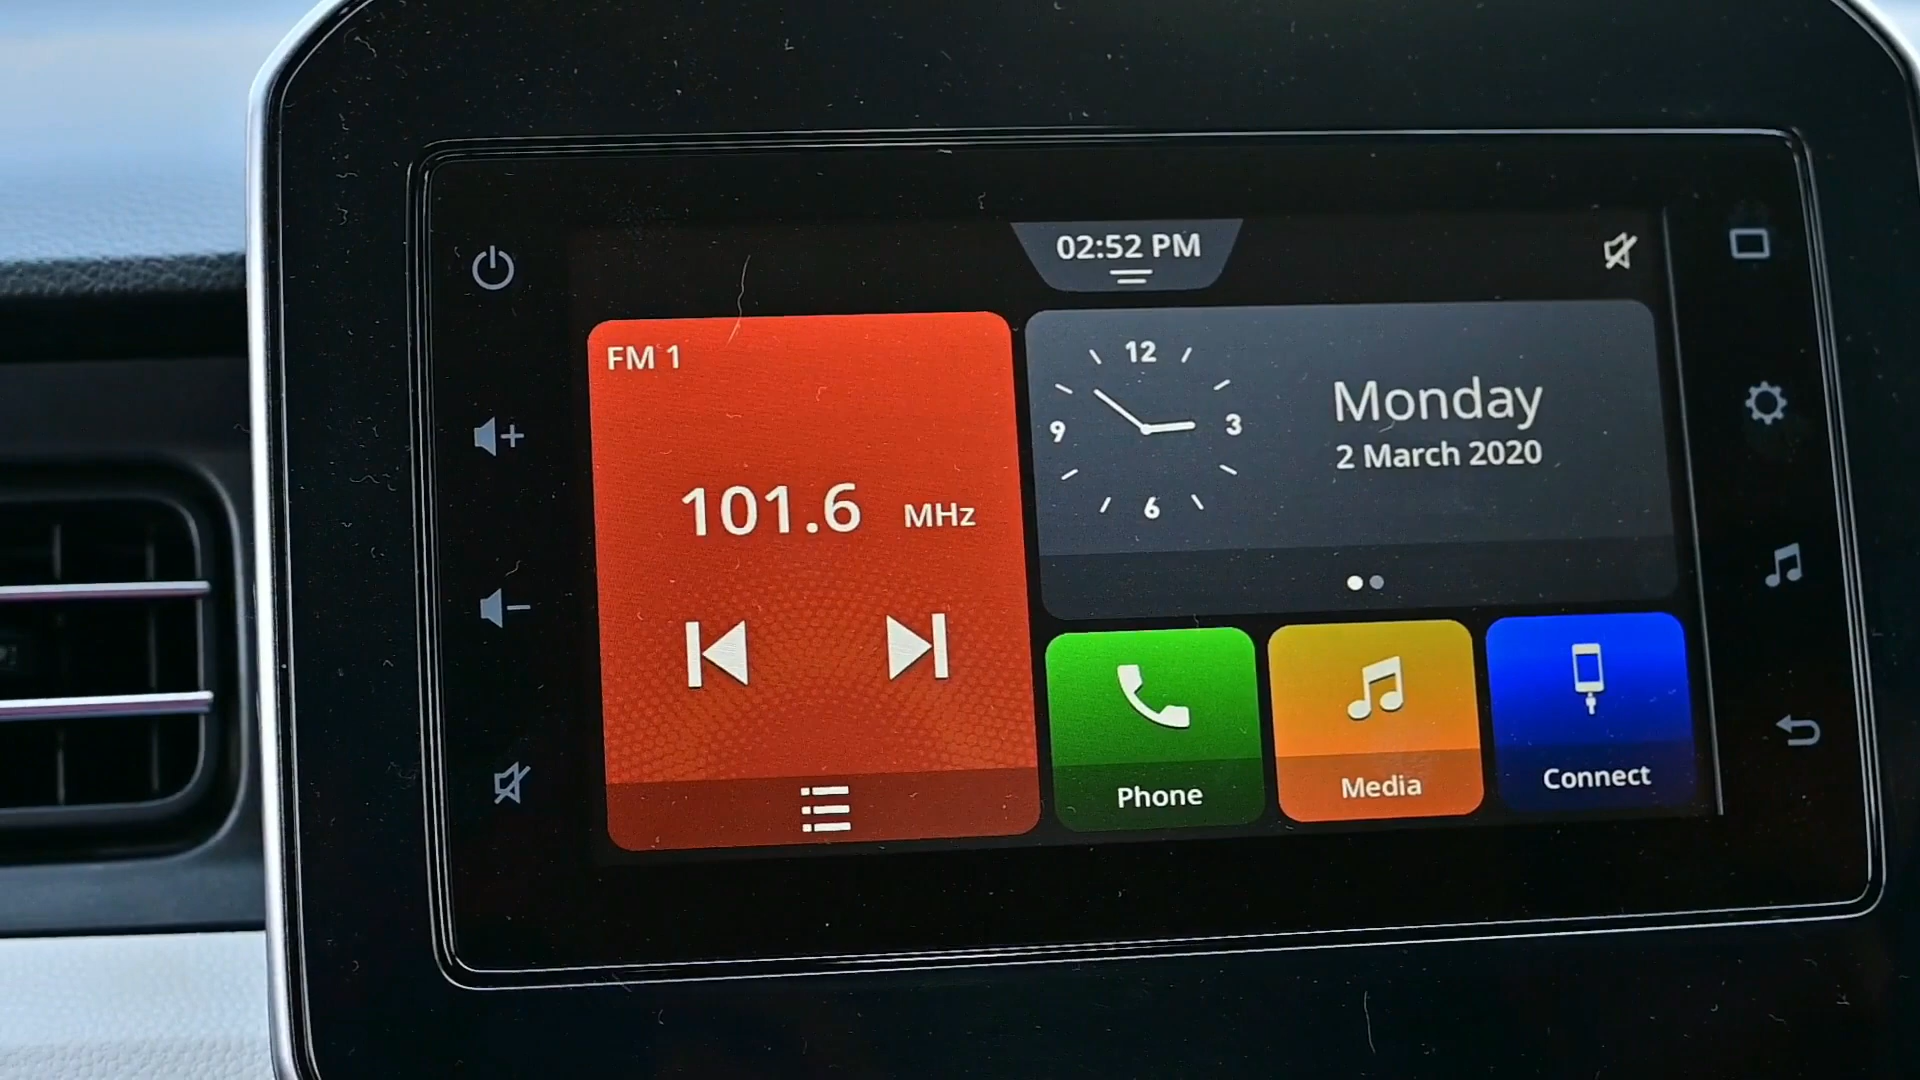 02:52 PM
FM 1
101.6 MHz
12
9
3
6
Monday
2 March 2020
Phone
Media
Connect